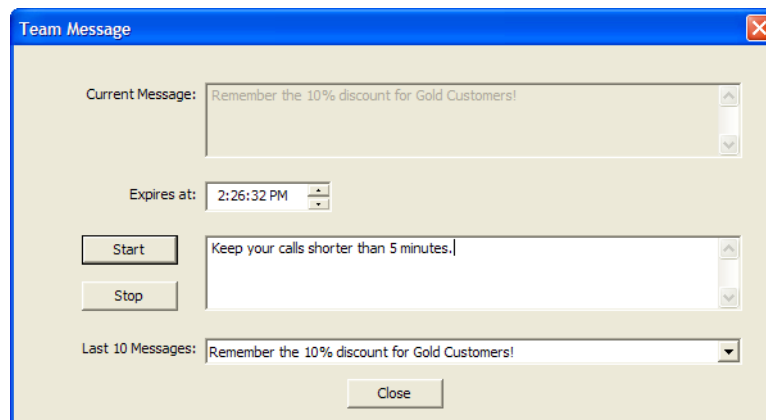 Team Message
Current Message: Remember the 10% discount for Gold Customers!
Expires at: 2:26:32 PM
Start Keep your calls shorter than 5 minutes.
Stop
Last 10 Messages: Remember the 10% discount for Gold Customers!
Close